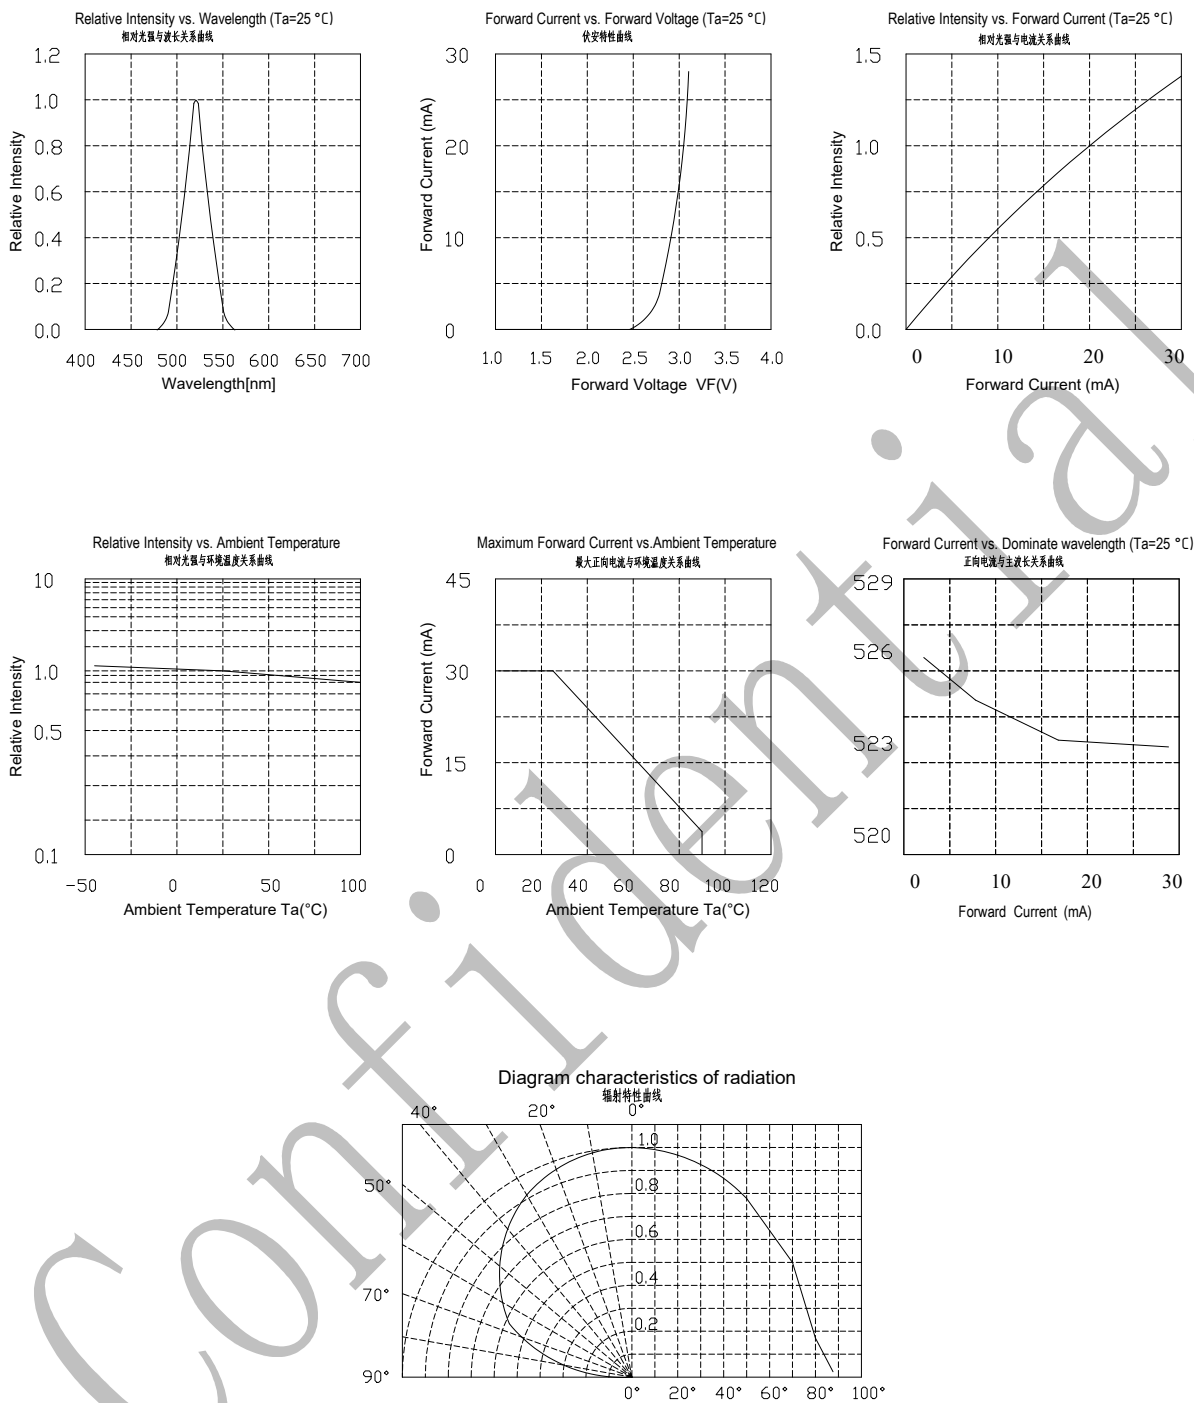 Relative Intensity vs. Wavelength (Ta=25 °C)
相对光强与波长关系曲线
1.2
1.0
0.8
0.6
0.4
0.2
0.0
Relative Intensity
400 450 500 550 600 650 700
Wavelength[nm]
Forward Current vs. Forward Voltage (Ta=25 °C)
伏安特性曲线
30
20
10
0
Forward Current (mA)
1.0 1.5 2.0 2.5 3.0 3.5 4.0
Forward Voltage VF(V)
Relative Intensity vs. Forward Current (Ta=25 °C)
相对光强与电流关系曲线
1.5
1.0
0.5
0.0
Relative Intensity
0 10 20 30
Forward Current (mA)
Relative Intensity vs. Ambient Temperature
相对光强与环境温度关系曲线
10
1.0
0.5
0.1
Relative Intensity
-50 0 50 100
Ambient Temperature Ta(°C)
Maximum Forward Current vs.Ambient Temperature
最大正向电流与环境温度关系曲线
45
30
15
0
Forward Current (mA)
0 20 40 60 80 100 120
Ambient Temperature Ta(°C)
Forward Current vs. Dominate wavelength (Ta=25 °C)
正向电流与主波长关系曲线
529
526
523
520
0 10 20 30
Forward Current (mA)
Diagram characteristics of radiation
辐射特性曲线
40° 20° 0°
50°
70°
90°
1.0
0.8
0.6
0.4
0.2
0° 20° 40° 60° 80° 100°
Confidential